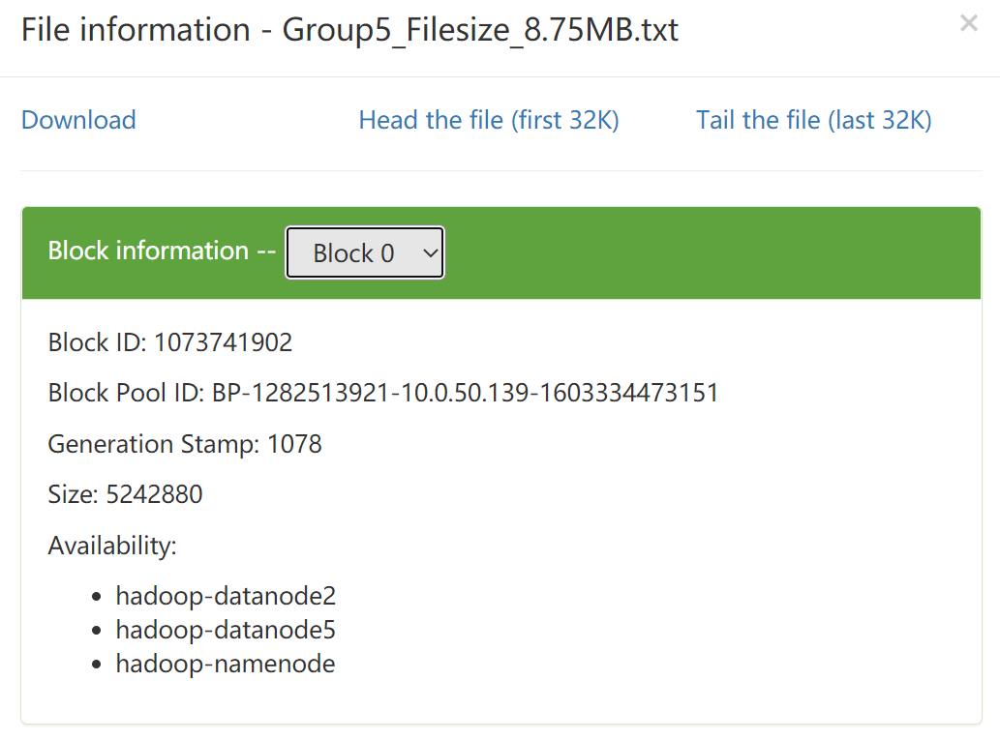 File information - Group5_Filesize_8.75MB.txt
×
Download
Head the file (first 32K)
Tail the file (last 32K)
Block information --
Block 0
Block ID: 1073741902
Block Pool ID: BP-1282513921-10.0.50.139-1603334473151
Generation Stamp: 1078
Size: 5242880
Availability:
• hadoop-datanode2
• hadoop-datanode5
• hadoop-namenode